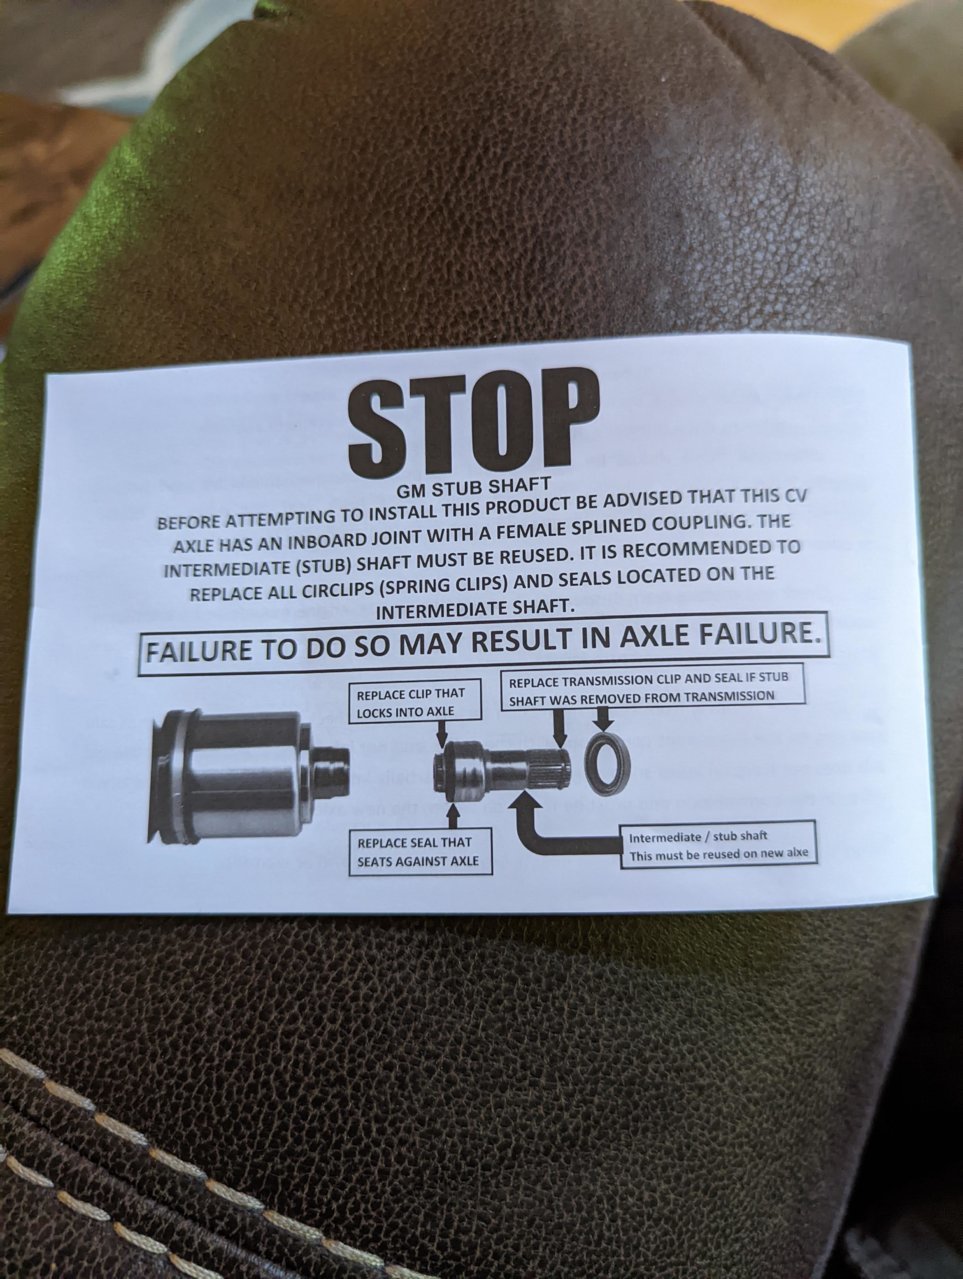 STOP
GM STUB SHAFT
BEFORE ATTEMPTING TO INSTALL THIS PRODUCT BE ADVISED THAT THIS CV
AXLE HAS AN INBOARD JOINT WITH A FEMALE SPLINED COUPLING. THE
INTERMEDIATE (STUB) SHAFT MUST BE REUSED. IT IS RECOMMENDED TO
REPLACE ALL CIRCLIPS (SPRING CLIPS) AND SEALS LOCATED ON THE
INTERMEDIATE SHAFT.
FAILURE TO DO SO MAY RESULT IN AXLE FAILURE.
REPLACE CLIP THAT
LOCKS INTO AXLE
REPLACE TRANSMISSION CLIP AND SEAL IF STUB
SHAFT WAS REMOVED FROM TRANSMISSION
REPLACE SEAL THAT
SEATS AGAINST AXLE
Intermediate / stub shaft
This must be reused on new alxe